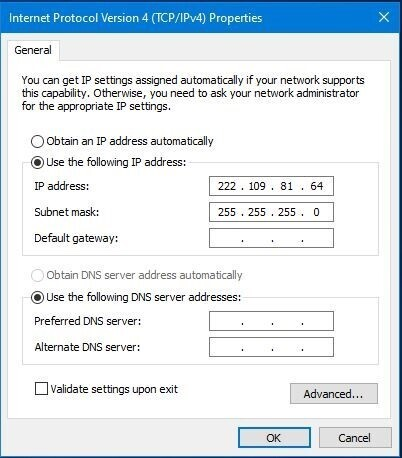 Internet Protocol Version 4 (TCP/IPv4) Properties
General
You can get IP settings assigned automatically if your network supports
this capability. Otherwise, you need to ask your network administrator
for the appropriate IP settings.
Obtain an IP address automatically
Use the following IP address:
IP address: 222 . 109 . 81 . 64
Subnet mask: 255 . 255 . 255 . 0
Default gateway: . . .
Obtain DNS server address automatically
Use the following DNS server addresses:
Preferred DNS server: . . .
Alternate DNS server: . . .
Validate settings upon exit
Advanced...
OK Cancel